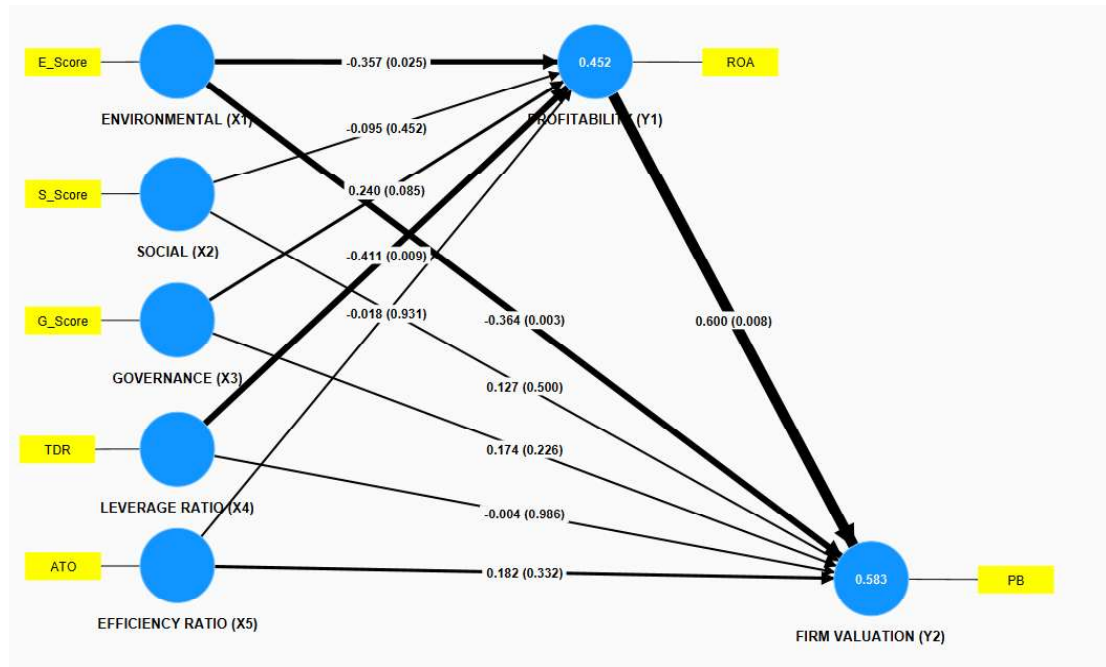 E_Score
-0.357 (0.025)
0.452
ROA
ENVIRONMENTAL (X1)
PROFITABILITY (Y1)
-0.095 (0.452)
S_Score
0.240 (0.085)
SOCIAL (X2)
-0.411 (0.009)
G_Score
-0.018 (0.931)
-0.364 (0.003)
0.600 (0.008)
GOVERNANCE (X3)
0.127 (0.500)
TDR
0.174 (0.226)
LEVERAGE RATIO (X4)
-0.004 (0.986)
ATO
0.182 (0.332)
0.583
PB
EFFICIENCY RATIO (X5)
FIRM VALUATION (Y2)